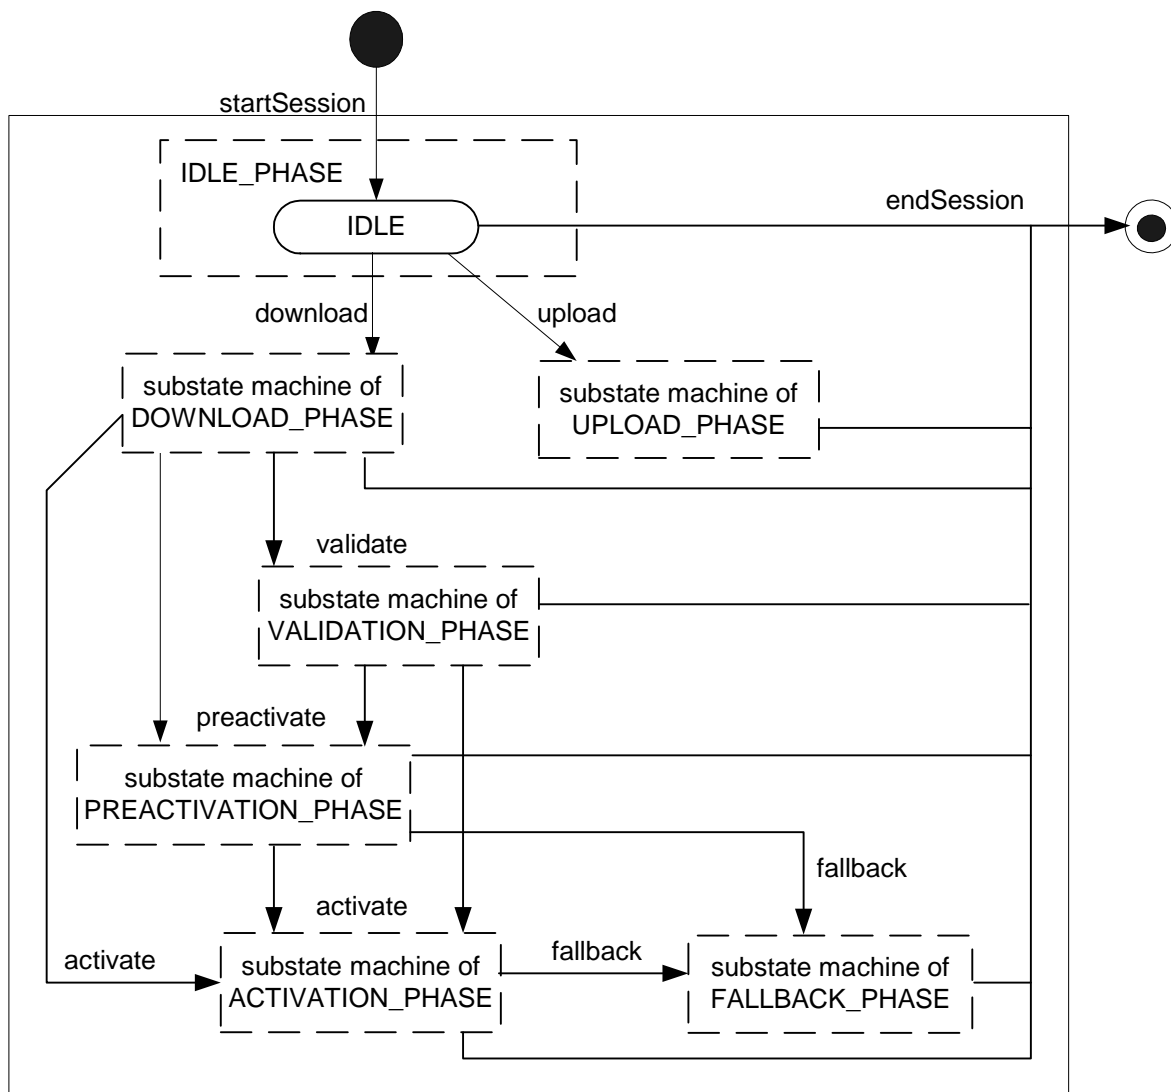 startSession
IDLE_PHASE
IDLE
endSession
download
upload
substate machine of
DOWNLOAD_PHASE
substate machine of
UPLOAD_PHASE
validate
substate machine of
VALIDATION_PHASE
preactivate
substate machine of
PREACTIVATION_PHASE
fallback
activate
activate
substate machine of
ACTIVATION_PHASE
fallback
substate machine of
FALLBACK_PHASE